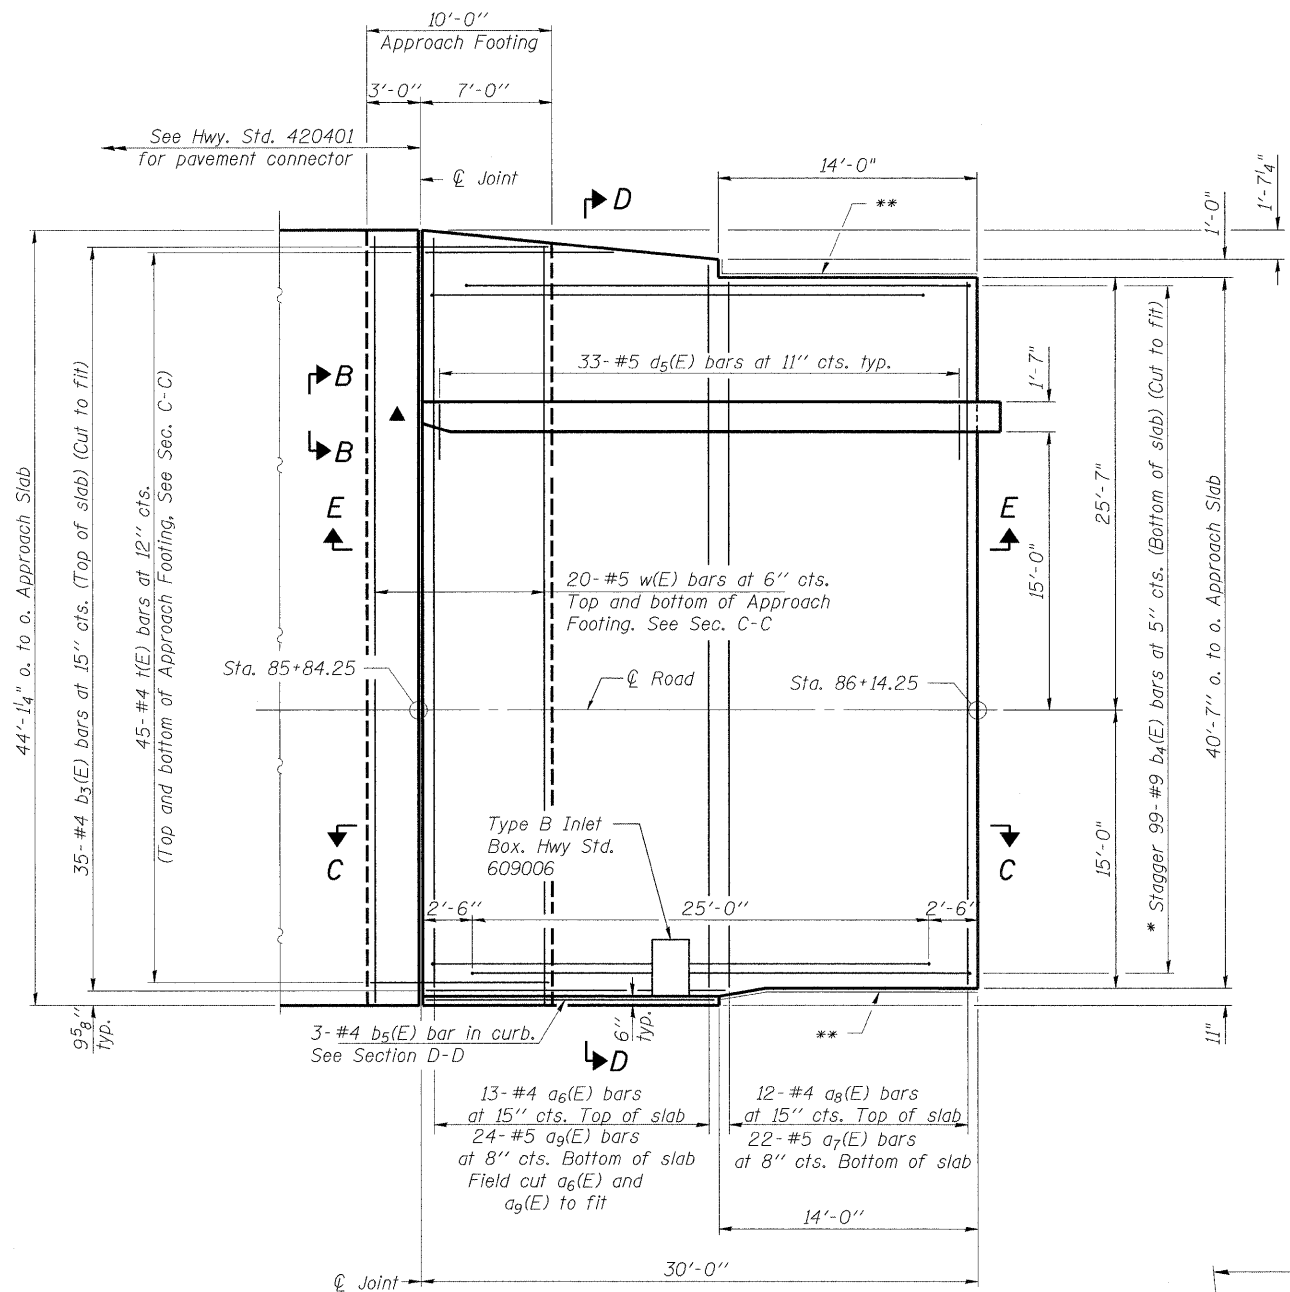 10'-0"
Approach Footing
3'-0" 7'-0"
See Hwy. Std. 420401
for pavement connector
℄ Joint
D
14'-0"
**
1'-0"
1'-7¼"
33- #5 d5(E) bars at 11" cts. typ.
B
B
1'-7"
E
E
44'-1¼" o. to o. Approach Slab
35- #4 b3(E) bars at 15" cts. (Top of slab) (Cut to fit)
45- #4 t(E) bars at 12" cts.
(Top and bottom of Approach Footing, See Sec. C-C)
15'-0"
25'-7"
* Stagger 99- #9 b4(E) bars at 5" cts. (Bottom of slab) (Cut to fit)
40'-7" o. to o. Approach Slab
20- #5 w(E) bars at 6" cts.
Top and bottom of Approach
Footing. See Sec. C-C
Sta. 85+84.25
℄ Road
Sta. 86+14.25
Type B Inlet
Box. Hwy Std.
609006
C
C
15'-0"
2'-6" 25'-0" 2'-6"
9⅝"
typ.
3- #4 b5(E) bar in curb.
See Section D-D
6"
typ.
**
11"
D
13- #4 a6(E) bars
at 15" cts. Top of slab
24- #5 a9(E) bars
at 8" cts. Bottom of slab
Field cut a6(E) and
a9(E) to fit
12- #4 a8(E) bars
at 15" cts. Top of slab
22- #5 a7(E) bars
at 8" cts. Bottom of slab
14'-0"
30'-0"
℄ Joint